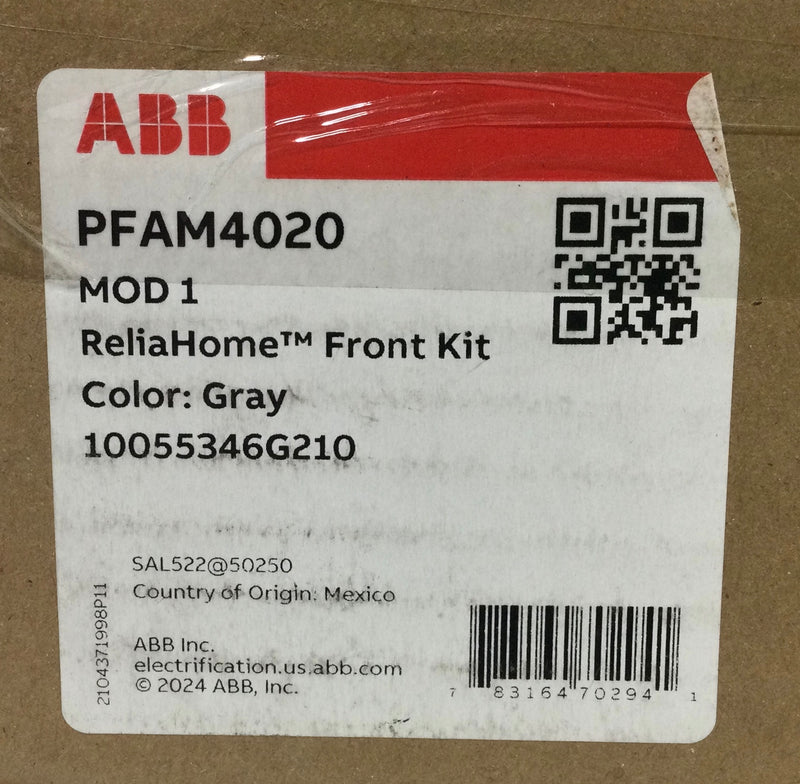 ABB
PFAM4020
MOD 1
ReliaHome™ Front Kit
Color: Gray
10055346G210
SAL522@50250
Country of Origin: Mexico
ABB Inc.
electrification.us.abb.com
© 2024 ABB, Inc.
2104371998P11
7 83164 70294 1